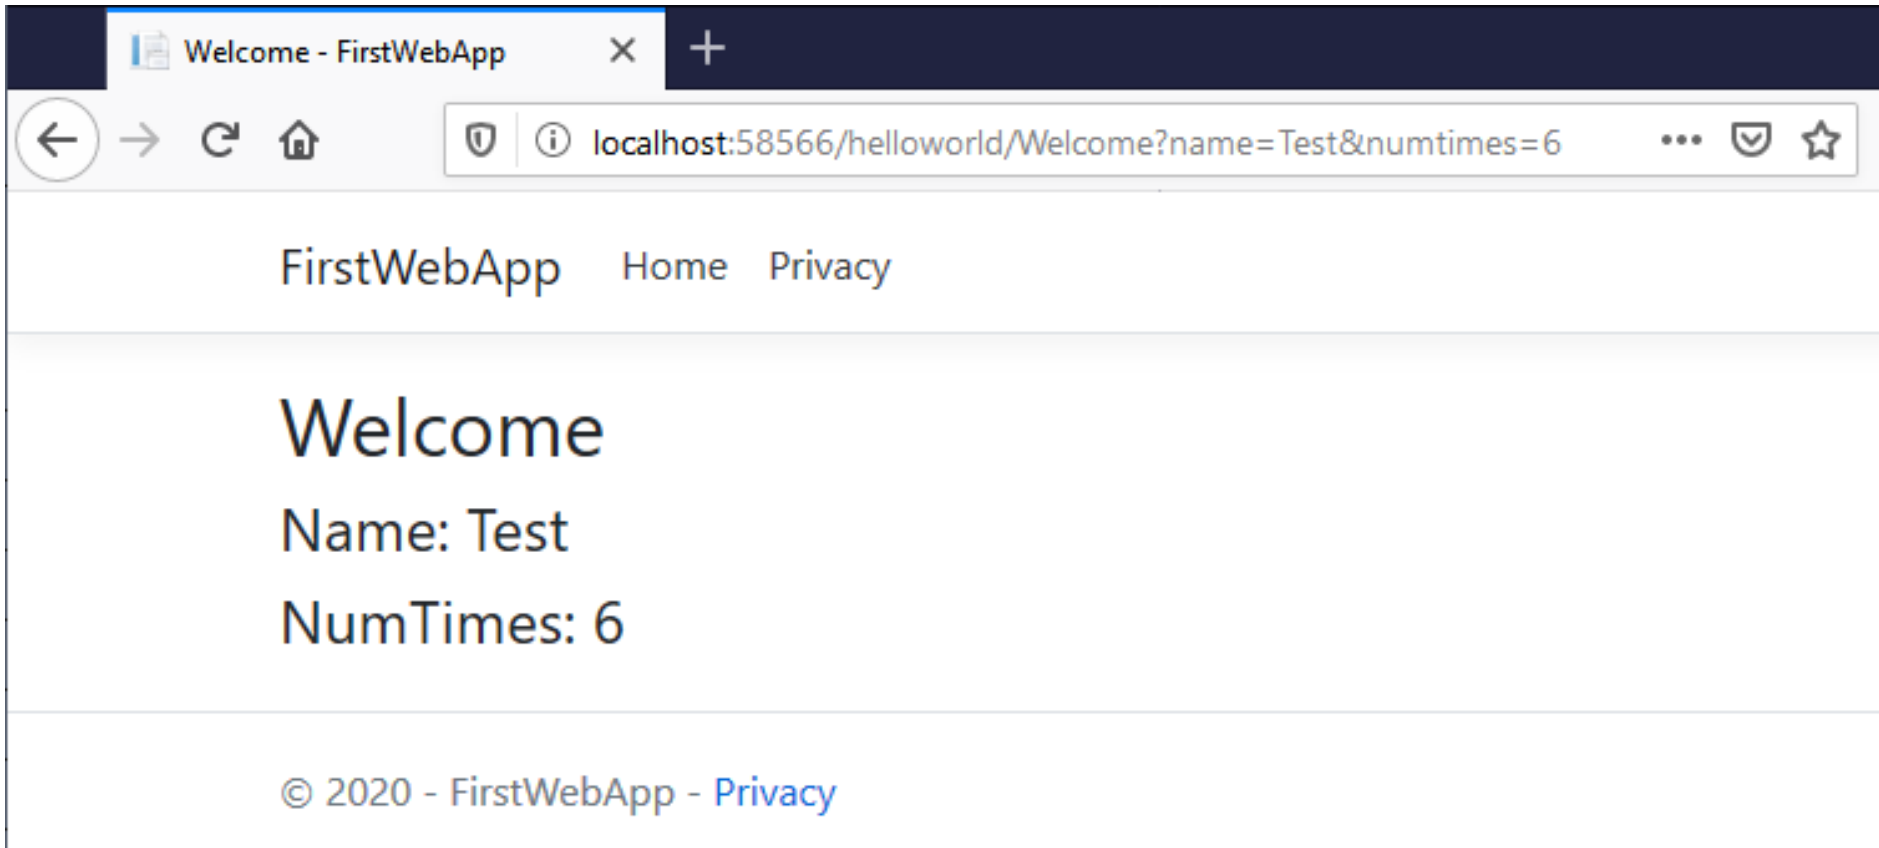 Welcome - FirstWebApp
localhost:58566/helloworld/Welcome?name=Test&numtimes=6
FirstWebApp Home Privacy
Welcome
Name: Test
NumTimes: 6
© 2020 - FirstWebApp - Privacy